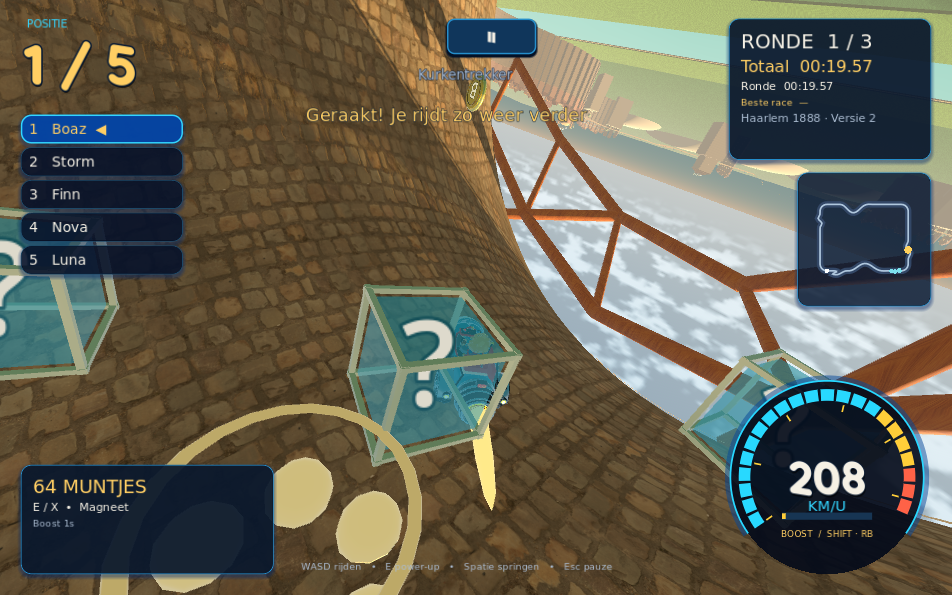 POSITIE
1 / 5
1 Boaz ◀
2 Storm
3 Finn
4 Nova
5 Luna
Kurkentrekker
Geraakt! Je rijdt zo weer verder
RONDE 1 / 3
Totaal 00:19.57
Ronde 00:19.57
Beste race —
Haarlem 1888 · Versie 2
?
?
64 MUNTJES
E / X • Magneet
Boost 1s
208
KM/U
BOOST / SHIFT · RB
WASD rijden • E Power-up • Spatie springen • Esc pauze